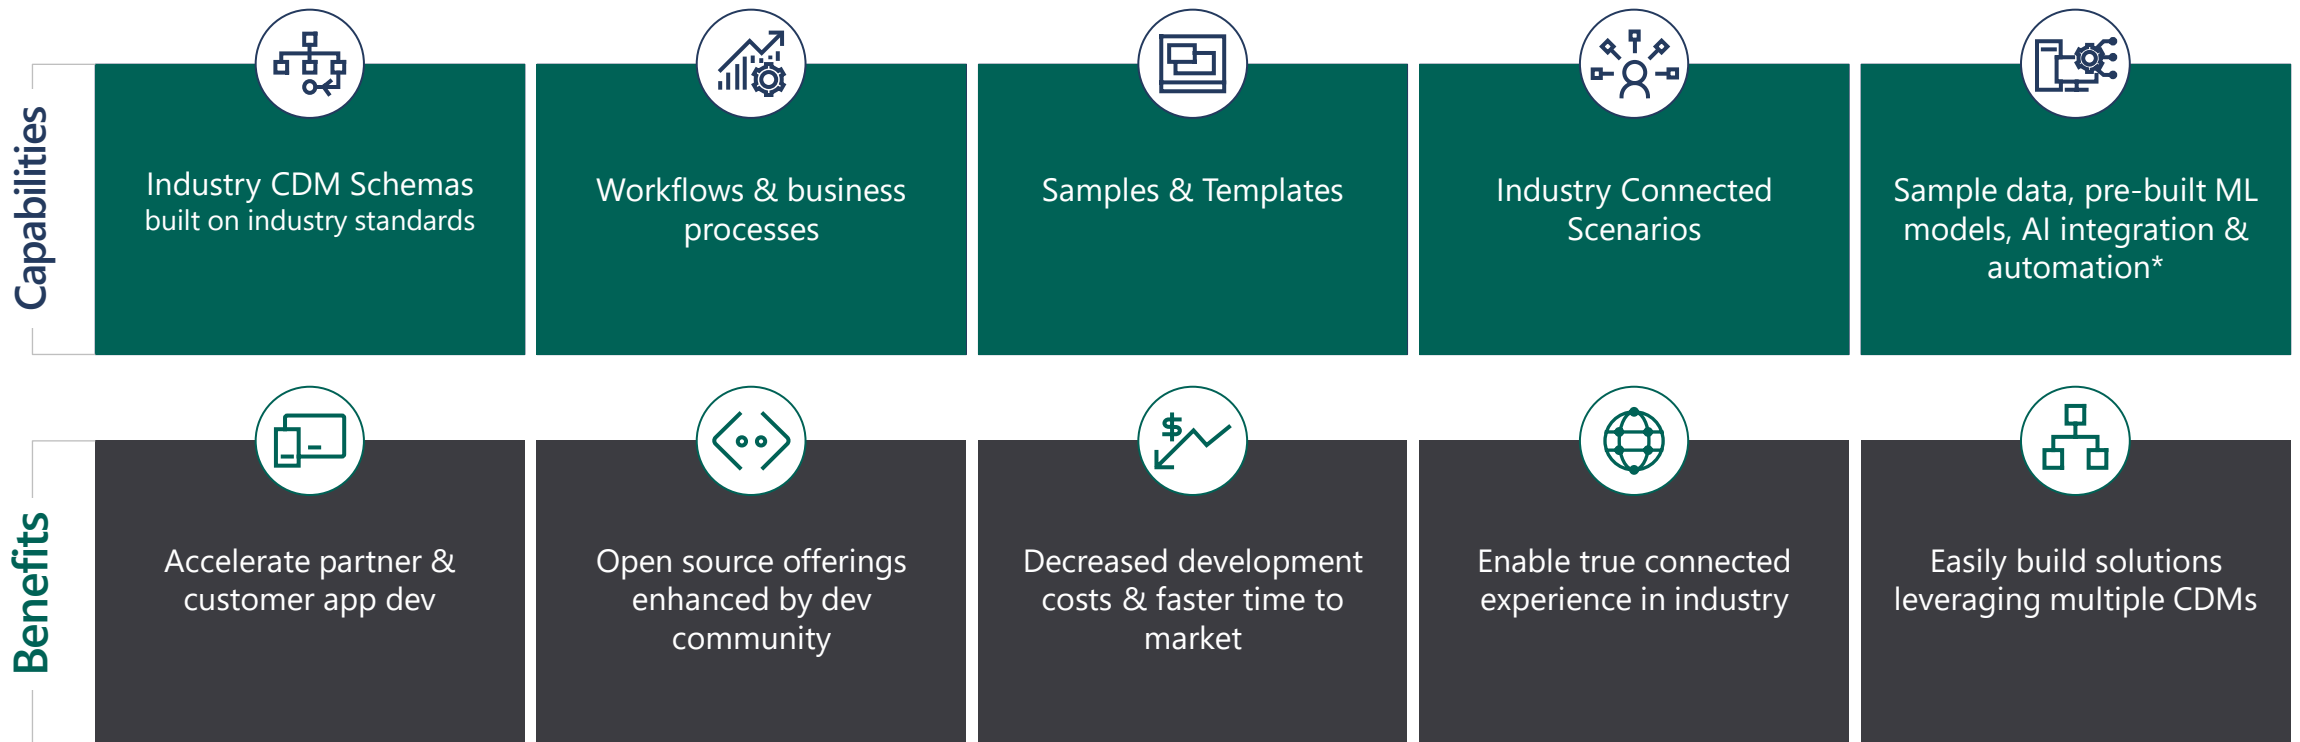 Capabilities
Industry CDM Schemas
built on industry standards
Workflows & business
processes
Samples & Templates
Industry Connected
Scenarios
Sample data, pre-built ML
models, AI integration &
automation*
Benefits
Accelerate partner &
customer app dev
Open source offerings
enhanced by dev
community
Decreased development
costs & faster time to
market
Enable true connected
experience in industry
Easily build solutions
leveraging multiple CDMs